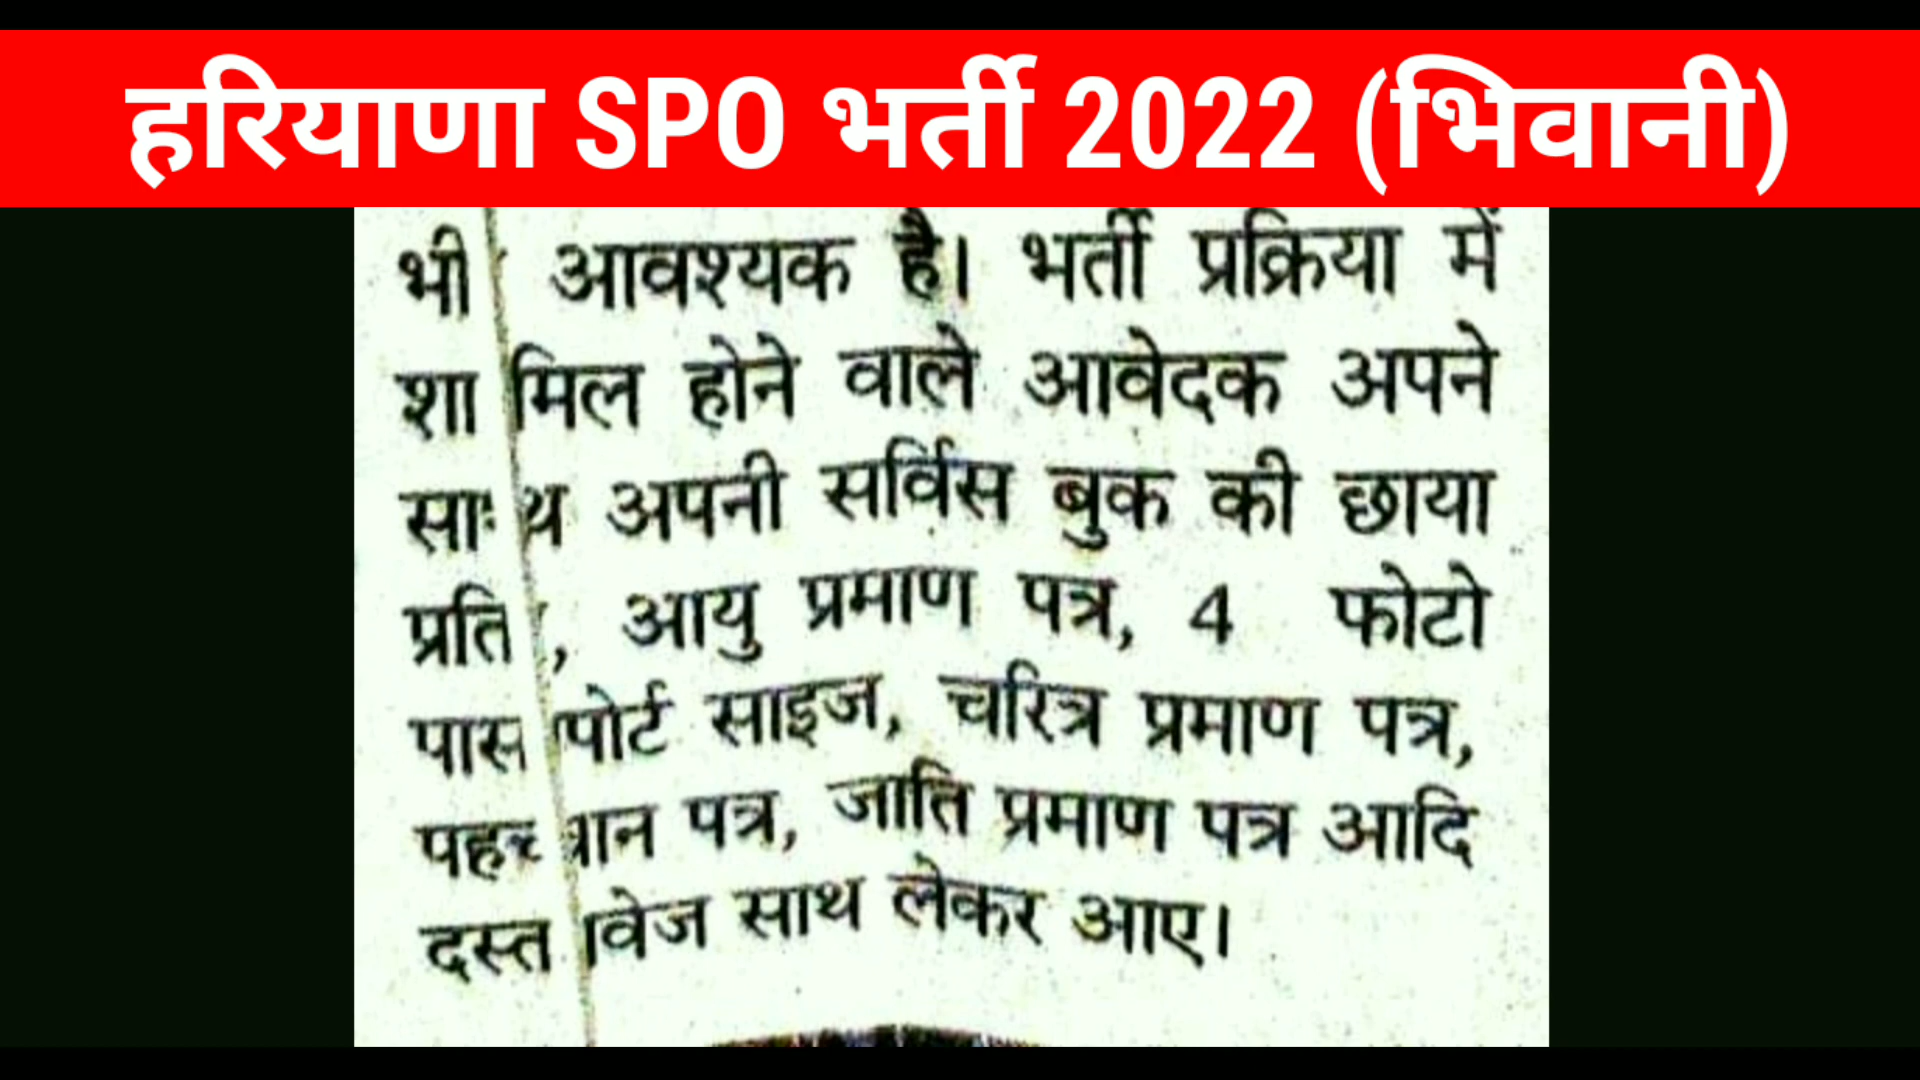 हरियाणा SPO भर्ती 2022 (भिवानी)
भी आवश्यक है। भर्ती प्रक्रिया में
शामिल होने वाले आवेदक अपने
साथ अपनी सर्विस बुक की छाया
प्रति, आयु प्रमाण पत्र, 4 फोटो
पासपोर्ट साइज, चरित्र प्रमाण पत्र,
पहचान पत्र, जाति प्रमाण पत्र आदि
दस्तावेज साथ लेकर आए।